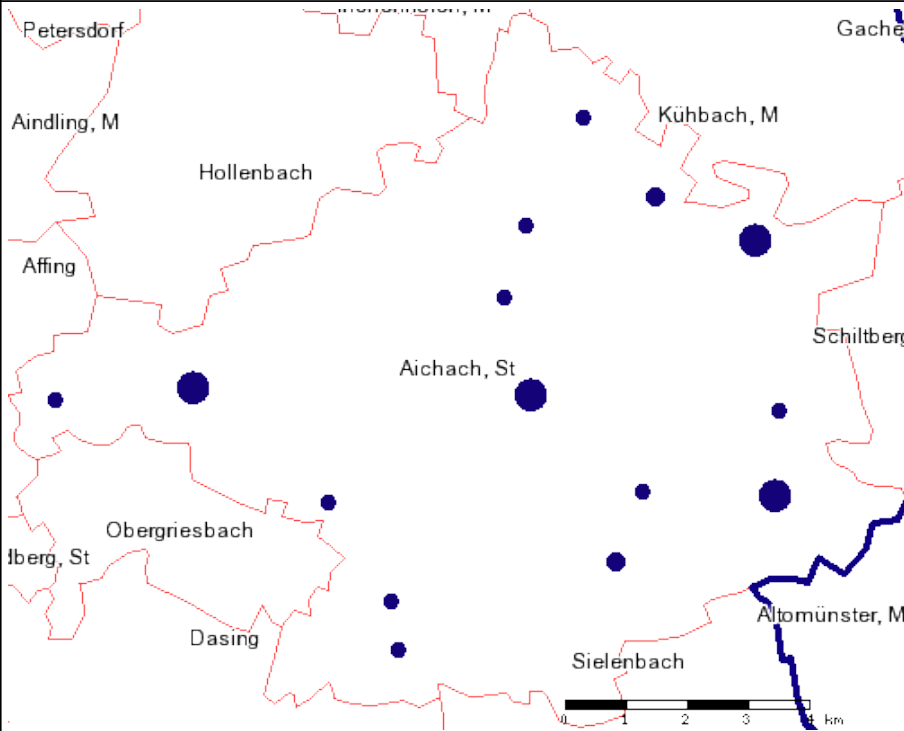 Petersdorf
Gache
Aindling, M
Kühbach, M
Hollenbach
Affing
Schiltberg
Aichach, St
Obergriesbach
dberg, St
Altomünster, M
Dasing
Sielenbach
0 1 2 3 4 km